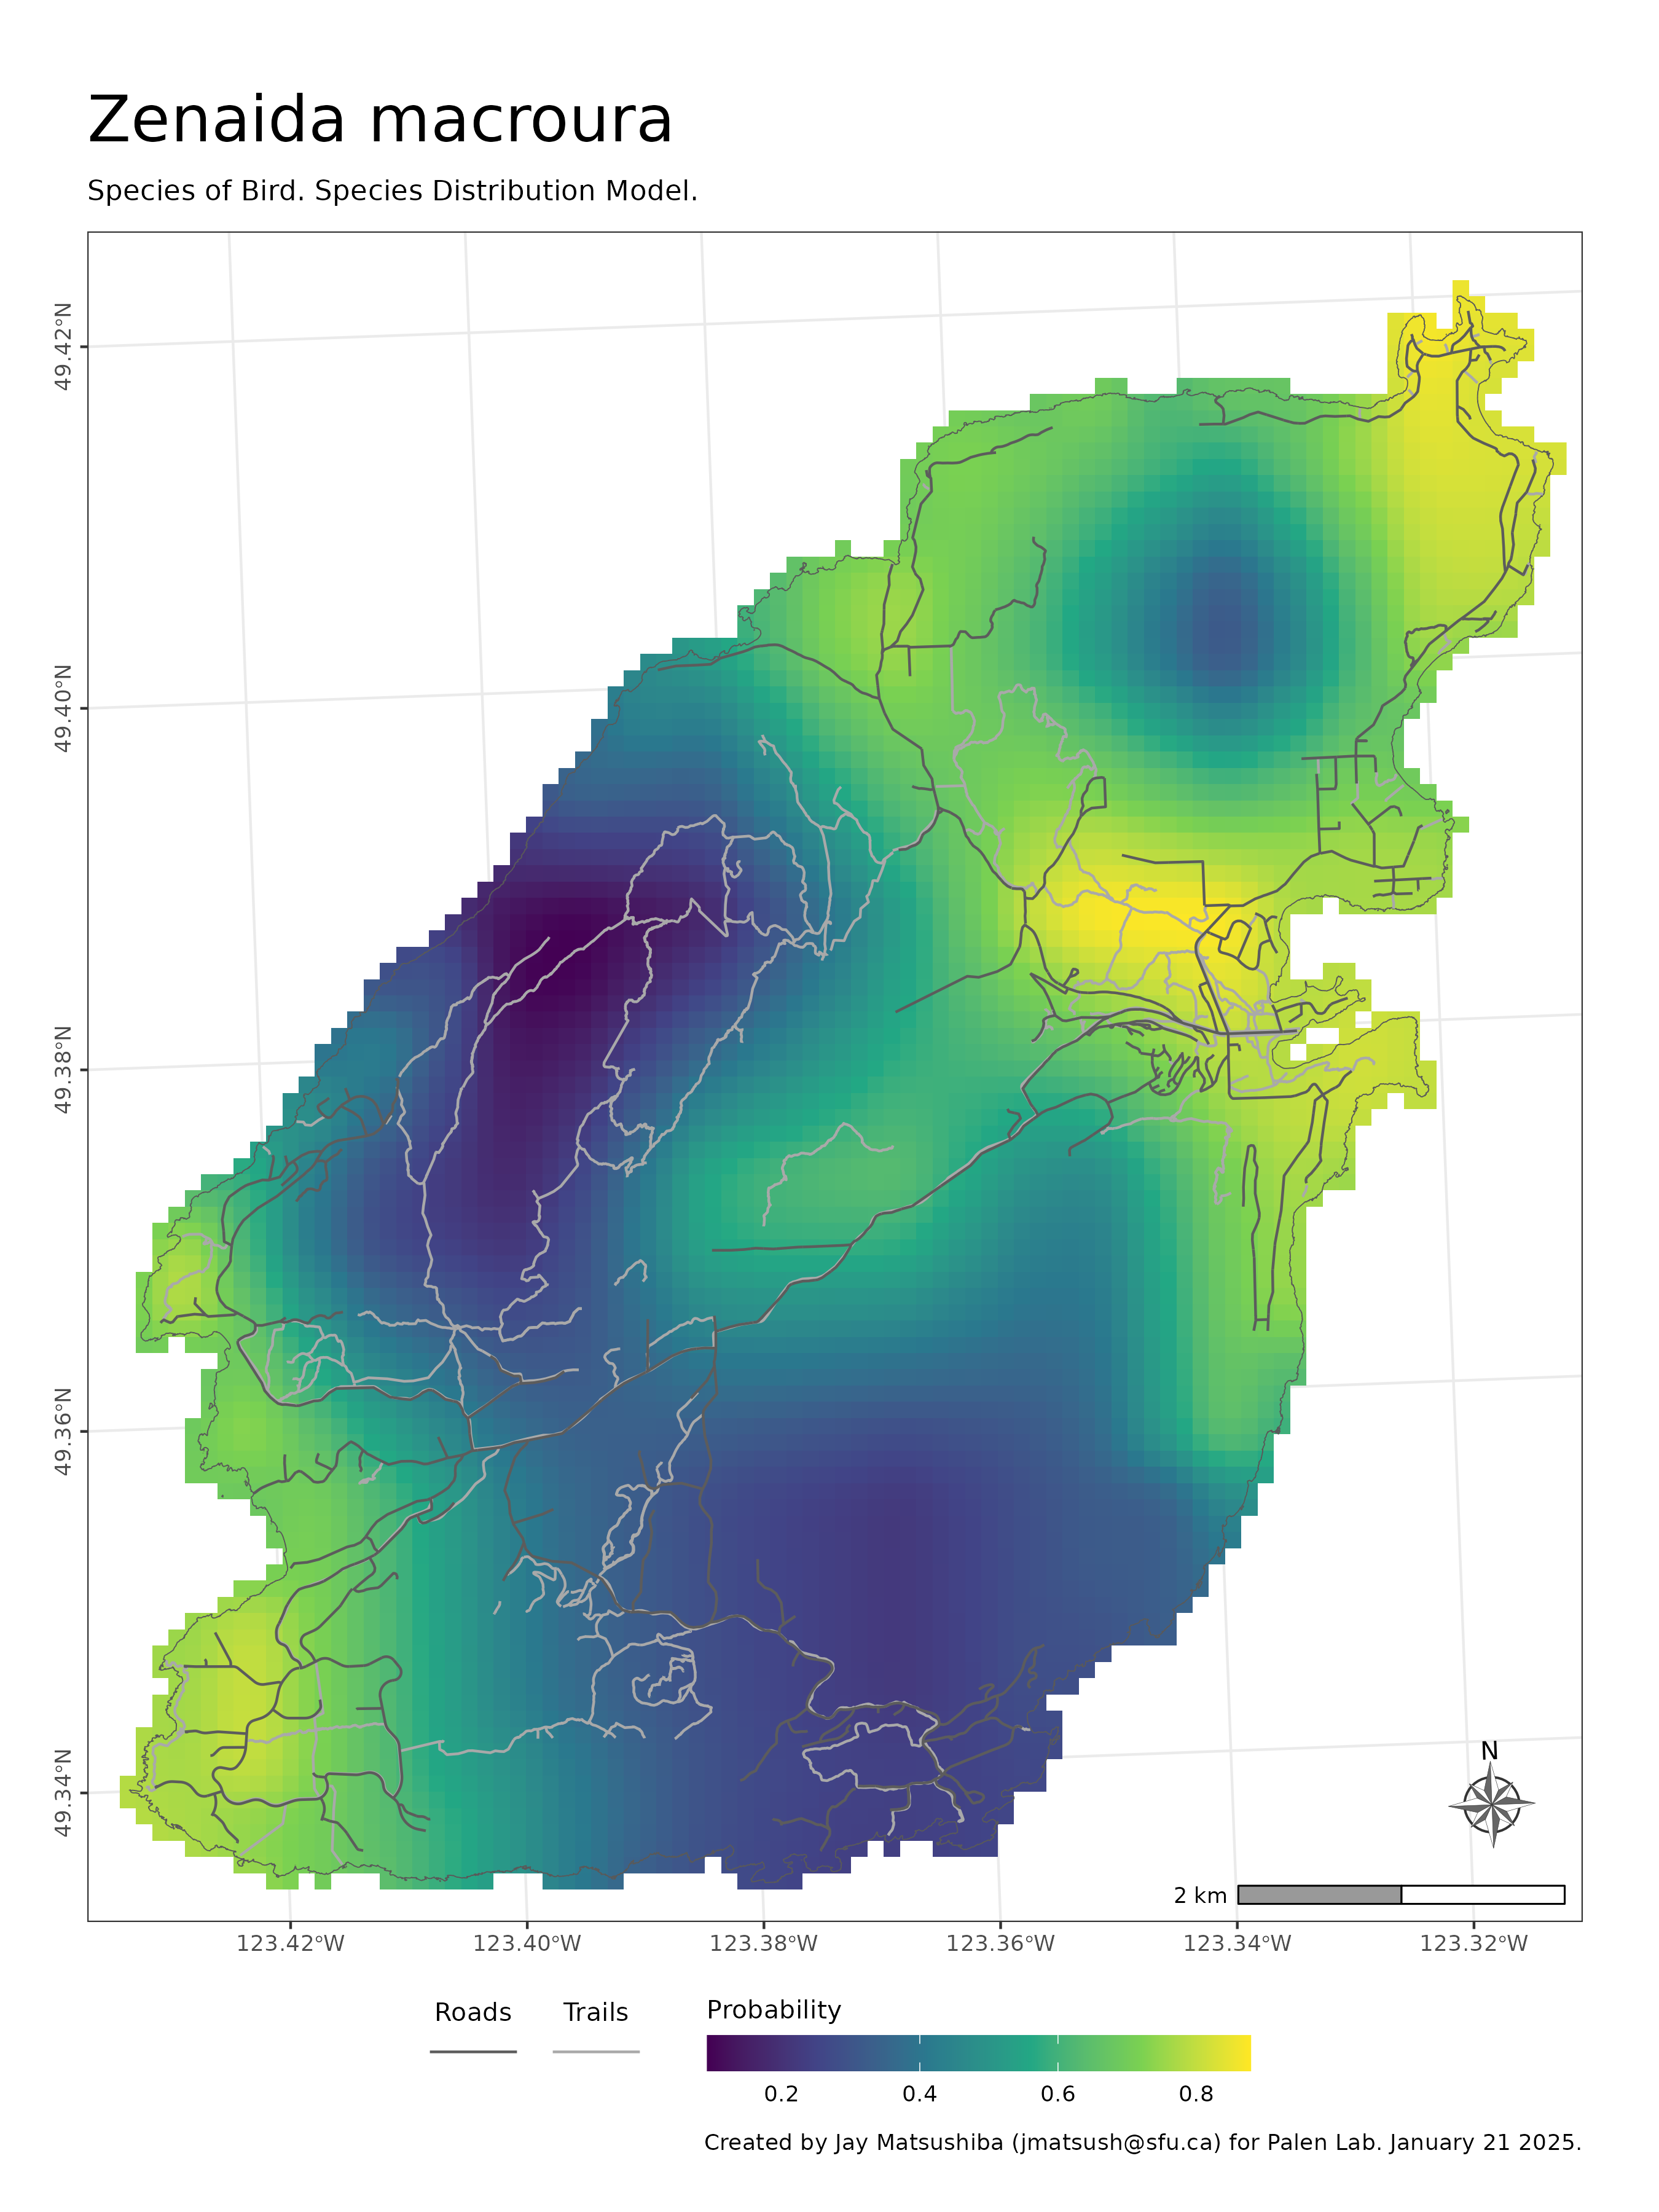 Zenaida macroura
Species of Bird. Species Distribution Model.
49.42°N
49.40°N
49.38°N
49.36°N
49.34°N
N
2 km
123.42°W 123.40°W 123.38°W 123.36°W 123.34°W 123.32°W
Roads Trails Probability
0.2 0.4 0.6 0.8
Created by Jay Matsushiba (jmatsush@sfu.ca) for Palen Lab. January 21 2025.